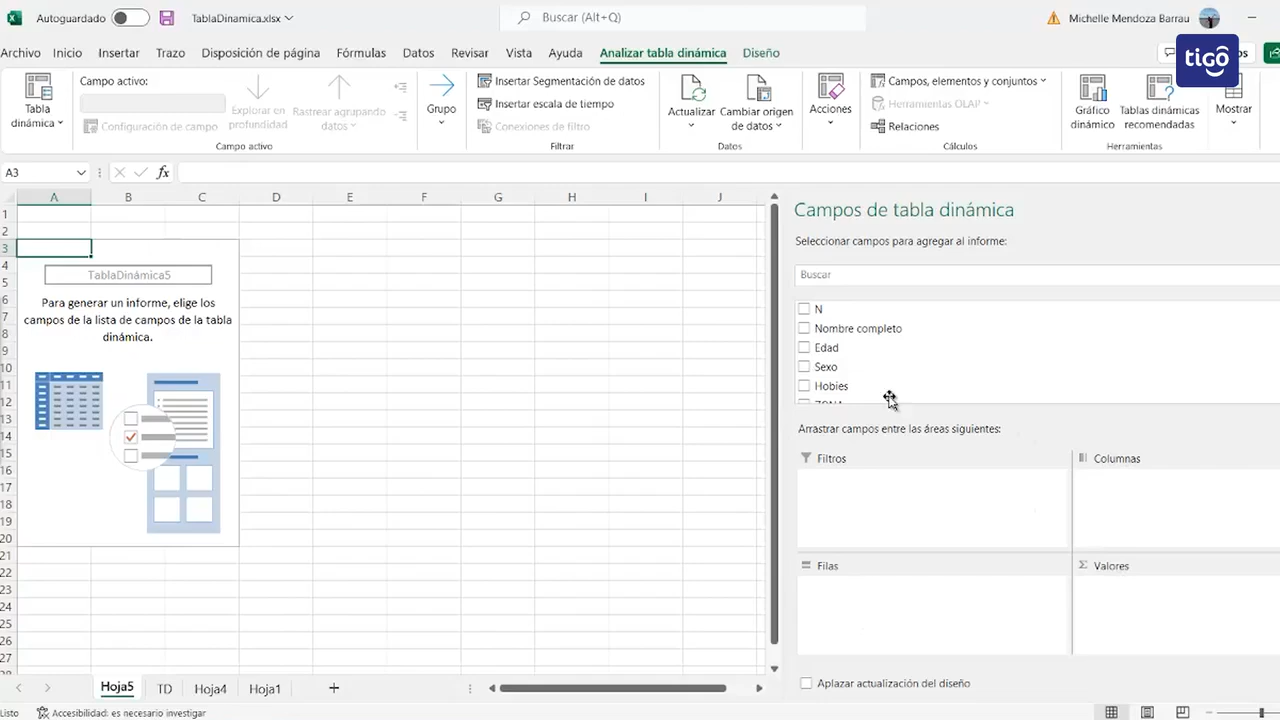 Autoguardado TablaDinamica.xlsx Buscar (Alt+Q) Michelle Mendoza Barrau
Archivo Inicio Insertar Trazo Disposición de página Fórmulas Datos Revisar Vista Ayuda Analizar tabla dinámica Diseño
tigo
Tabla dinámica
Campo activo:
Configuración de campo
Explorar en profundidad
Rastrear agrupando datos
Campo activo
Grupo
Insertar Segmentación de datos
Insertar escala de tiempo
Conexiones de filtro
Filtrar
Actualizar
Cambiar origen de datos
Datos
Acciones
Campos, elementos y conjuntos
Herramientas OLAP
Relaciones
Cálculos
Gráfico dinámico
Tablas dinámicas recomendadas
Herramientas
Mostrar
A3 fx
A B C D E F G H I J
1
2
3
4
5
6
7
8
9
10
11
12
13
14
15
16
17
18
19
20
21
22
23
24
25
26
27
TablaDinámica5
Para generar un informe, elige los
campos de la lista de campos de la tabla
dinámica.
Campos de tabla dinámica
Seleccionar campos para agregar al informe:
Buscar
N
Nombre completo
Edad
Sexo
Hobies
ZONA
Arrastrar campos entre las áreas siguientes:
Filtros Columnas
Filas Σ Valores
Aplazar actualización del diseño
Hoja5 TD Hoja4 Hoja1
Listo Accesibilidad: es necesario investigar